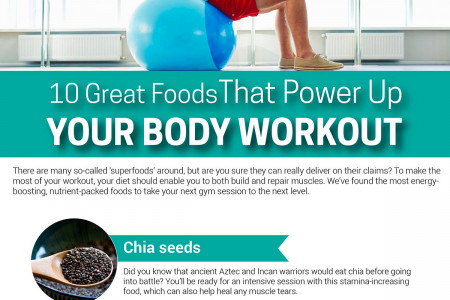 10 Great Foods That Power Up
YOUR BODY WORKOUT
There are many so-called ‘superfoods’ around, but are you sure they can really deliver on their claims? To make the
most of your workout, your diet should enable you to both build and repair muscles. We’ve found the most energy-
boosting, nutrient-packed foods to take your next gym session to the next level.
Chia seeds
Did you know that ancient Aztec and Incan warriors would eat chia before going
into battle? You’ll be ready for an intensive session with this stamina-increasing
food, which can also help heal any muscle tears.